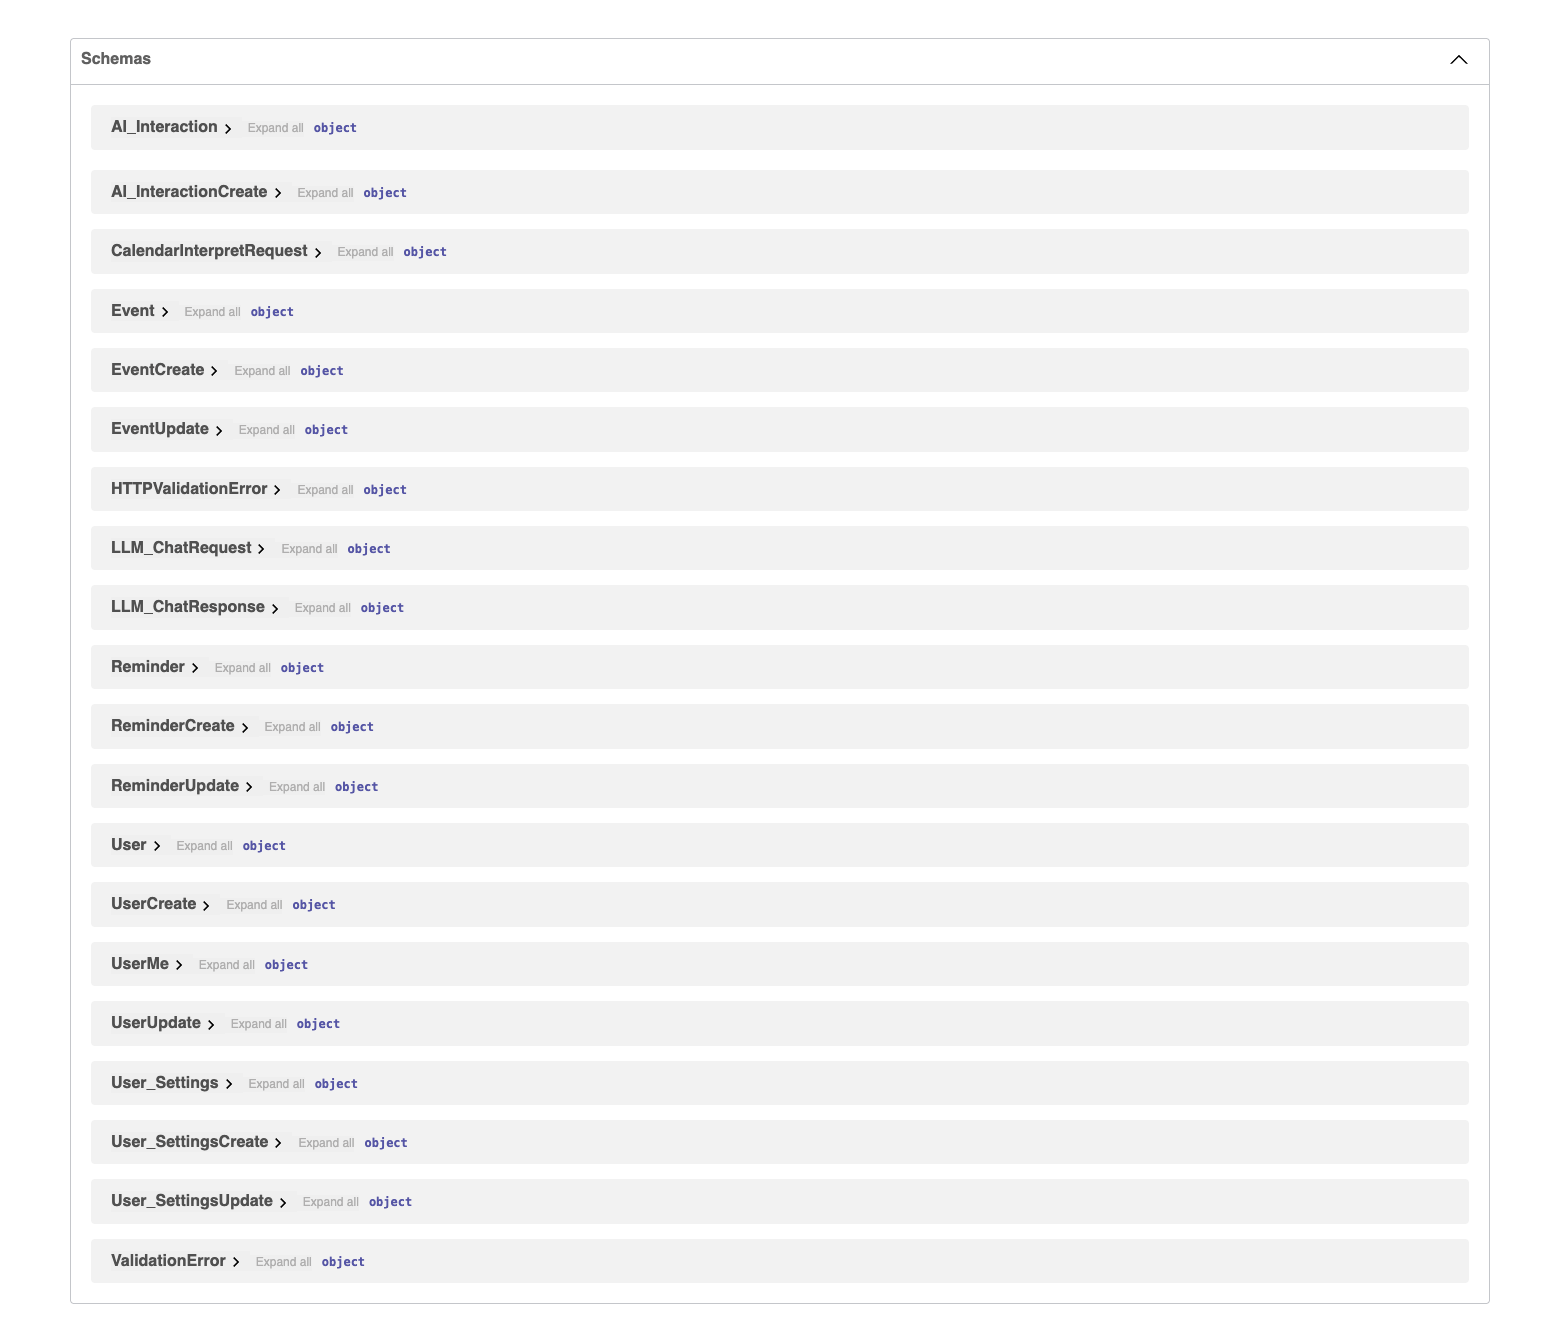 Schemas
AI_Interaction Expand all object
AI_InteractionCreate Expand all object
CalendarInterpretRequest Expand all object
Event Expand all object
EventCreate Expand all object
EventUpdate Expand all object
HTTPValidationError Expand all object
LLM_ChatRequest Expand all object
LLM_ChatResponse Expand all object
Reminder Expand all object
ReminderCreate Expand all object
ReminderUpdate Expand all object
User Expand all object
UserCreate Expand all object
UserMe Expand all object
UserUpdate Expand all object
User_Settings Expand all object
User_SettingsCreate Expand all object
User_SettingsUpdate Expand all object
ValidationError Expand all object